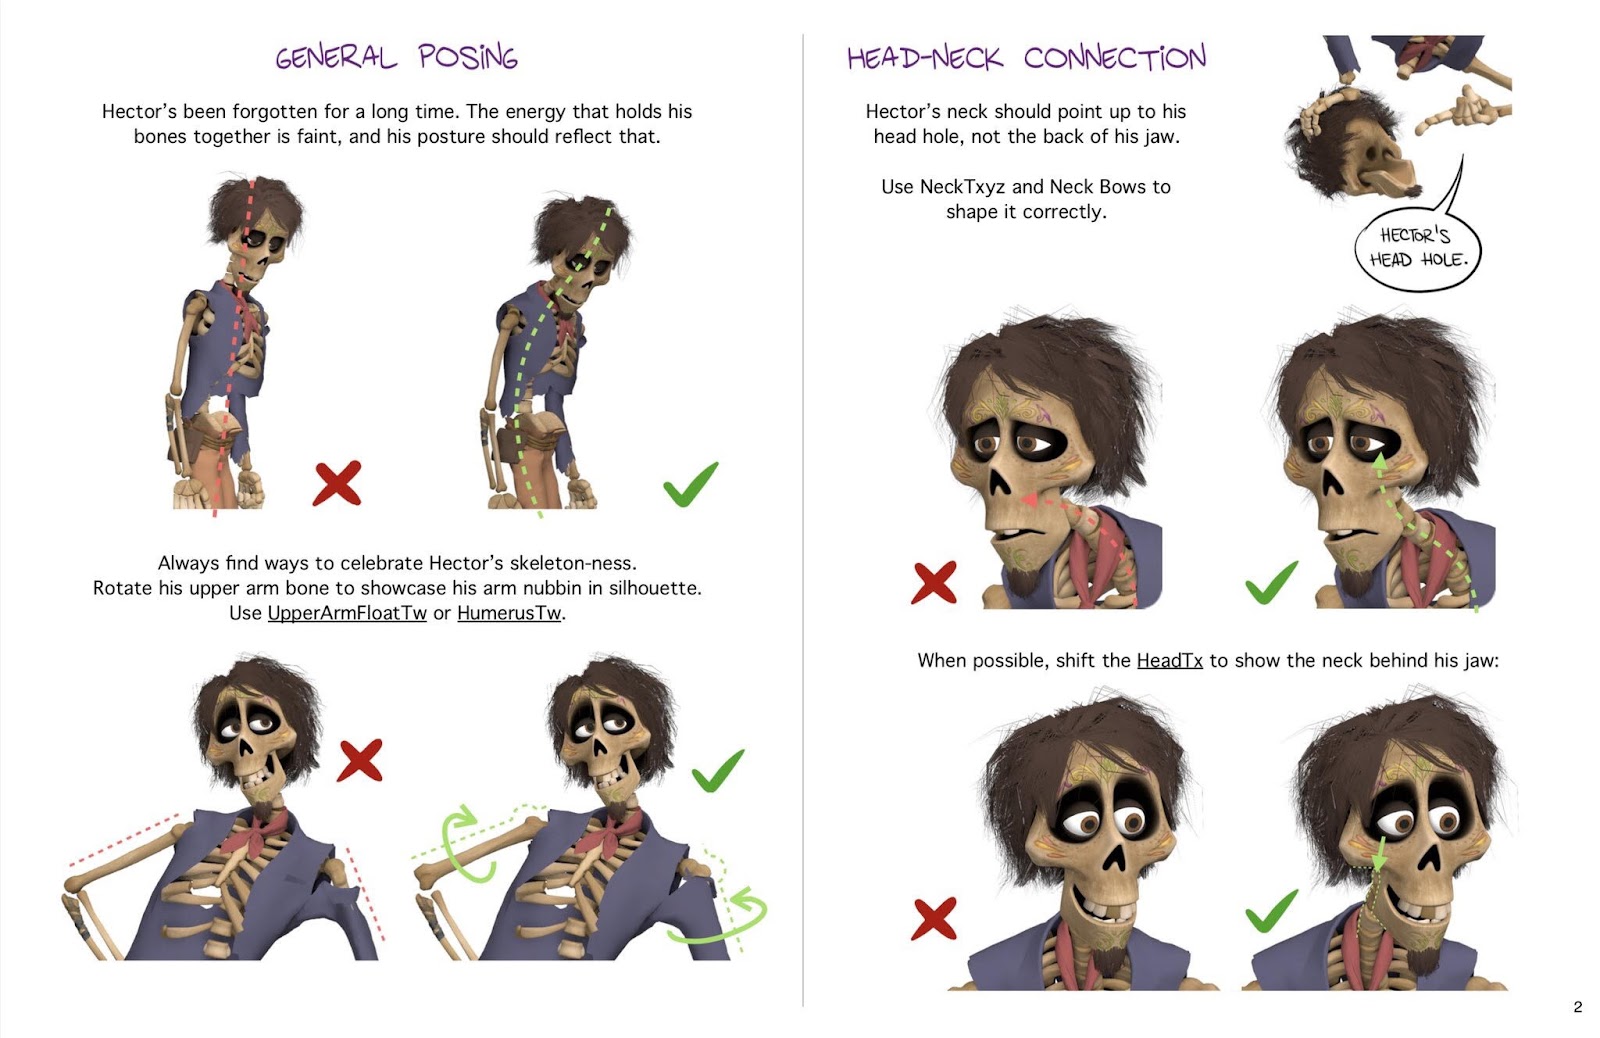 GENERAL POSING
Hector's been forgotten for a long time. The energy that holds his
bones together is faint, and his posture should reflect that.
Always find ways to celebrate Hector's skeleton-ness.
Rotate his upper arm bone to showcase his arm nubbin in silhouette.
Use UpperArmFloatTw or HumerusTw.
HEAD-NECK CONNECTION
Hector's neck should point up to his
head hole, not the back of his jaw.
Use NeckTxyz and Neck Bows to
shape it correctly.
HECTOR'S
HEAD HOLE.
When possible, shift the HeadTx to show the neck behind his jaw:
2